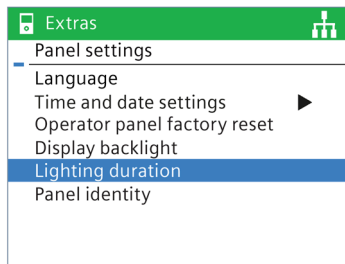 Extras
Panel settings
Language
Time and date settings
Operator panel factory reset
Display backlight
Lighting duration
Panel identity